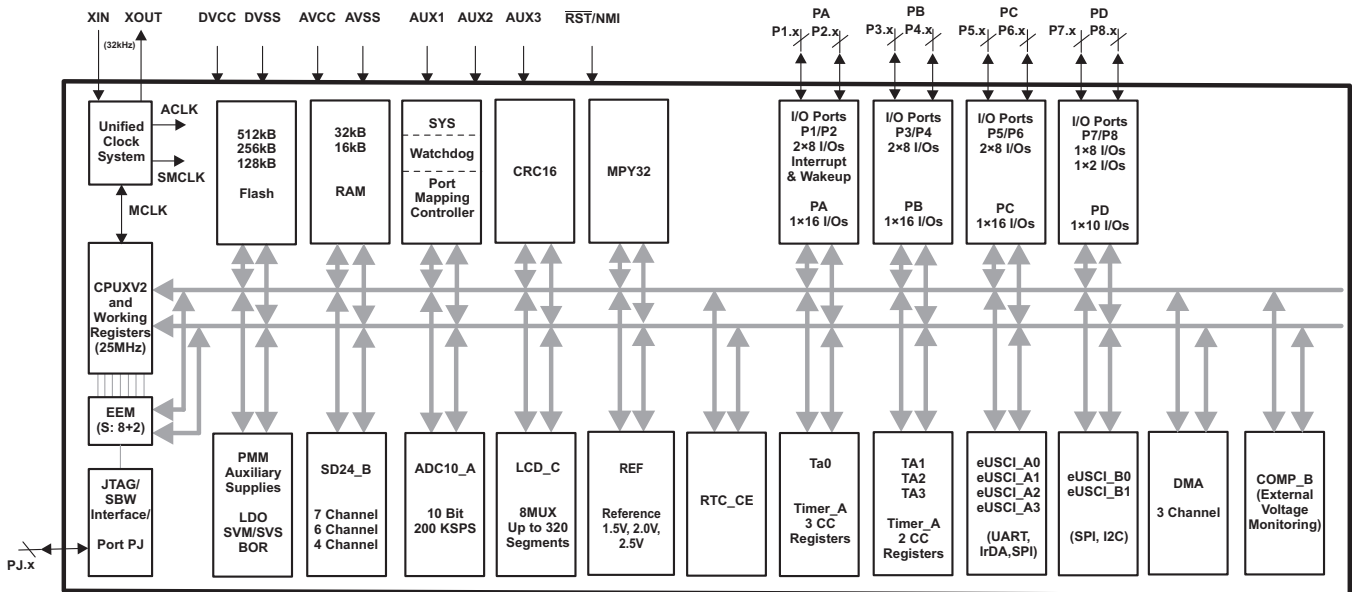 XIN
XOUT
(32kHz)
DVCC
DVSS
AVCC
AVSS
AUX1
AUX2
AUX3
RST/NMI
PA
P1.x
P2.x
PB
P3.x
P4.x
PC
P5.x
P6.x
PD
P7.x
P8.x
Unified
Clock
System
ACLK
SMCLK
MCLK
512kB
256kB
128kB
Flash
32kB
16kB
RAM
SYS
Watchdog
Port
Mapping
Controller
CRC16
MPY32
I/O Ports
P1/P2
2×8 I/Os
Interrupt
& Wakeup
PA
1×16 I/Os
I/O Ports
P3/P4
2×8 I/Os
PB
1×16 I/Os
I/O Ports
P5/P6
2×8 I/Os
PC
1×16 I/Os
I/O Ports
P7/P8
1×8 I/Os
1×2 I/Os
PD
1×10 I/Os
CPUXV2
and
Working
Registers
(25MHz)
EEM
(S: 8+2)
JTAG/
SBW
Interface/
Port PJ
PJ.x
PMM
Auxiliary
Supplies
LDO
SVM/SVS
BOR
SD24_B
7 Channel
6 Channel
4 Channel
ADC10_A
10 Bit
200 KSPS
LCD_C
8MUX
Up to 320
Segments
REF
Reference
1.5V, 2.0V,
2.5V
RTC_CE
Ta0
Timer_A
3 CC
Registers
TA1
TA2
TA3
Timer_A
2 CC
Registers
eUSCI_A0
eUSCI_A1
eUSCI_A2
eUSCI_A3
(UART,
IrDA,SPI)
eUSCI_B0
eUSCI_B1
(SPI, I2C)
DMA
3 Channel
COMP_B
(External
Voltage
Monitoring)